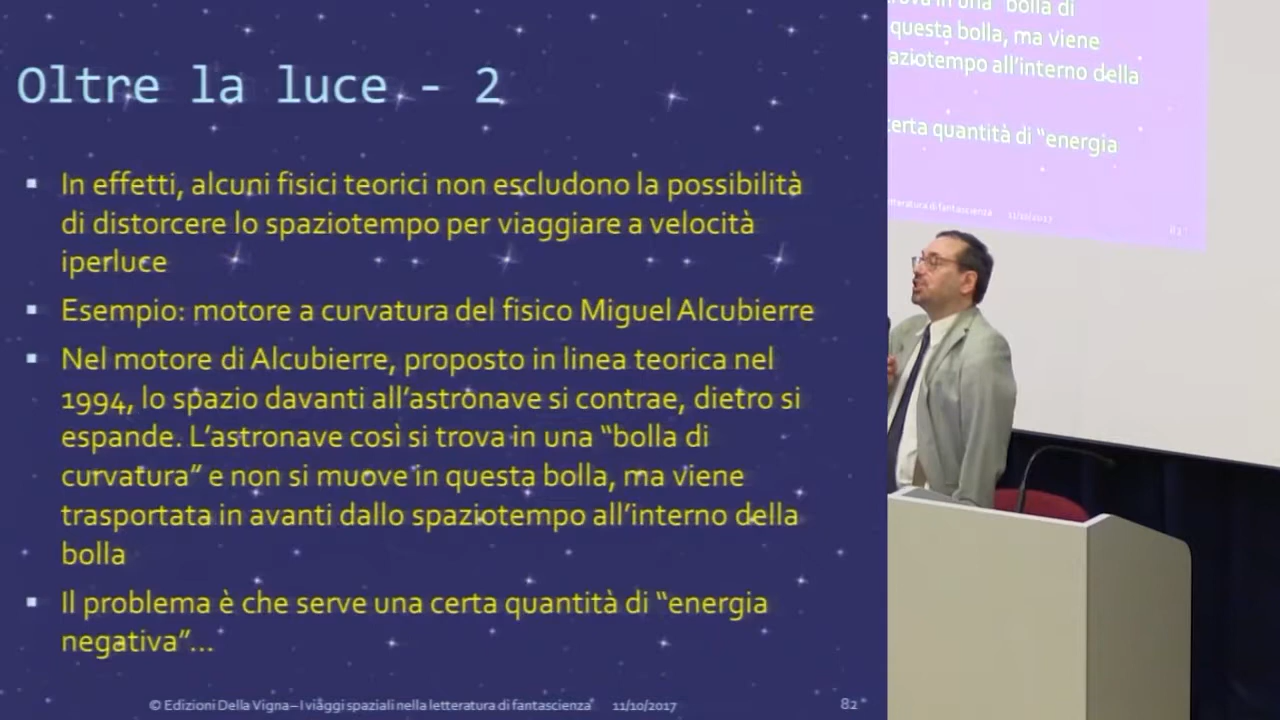 Oltre la luce - 2
▪ In effetti, alcuni fisici teorici non escludono la possibilità
di distorcere lo spaziotempo per viaggiare a velocità
iperluce
▪ Esempio: motore a curvatura del fisico Miguel Alcubierre
▪ Nel motore di Alcubierre, proposto in linea teorica nel
1994, lo spazio davanti all’astronave si contrae, dietro si
espande. L’astronave così si trova in una “bolla di
curvatura” e non si muove in questa bolla, ma viene
trasportata in avanti dallo spaziotempo all’interno della
bolla
▪ Il problema è che serve una certa quantità di “energia
negativa”...
© Edizioni Della Vigna – I viaggi spaziali nella letteratura di fantascienza 11/10/2017 82
bolla di
questa bolla, ma viene
aziotempo all’interno della
certa quantità di “energia
letteratura di fantascienza 11/10/2017